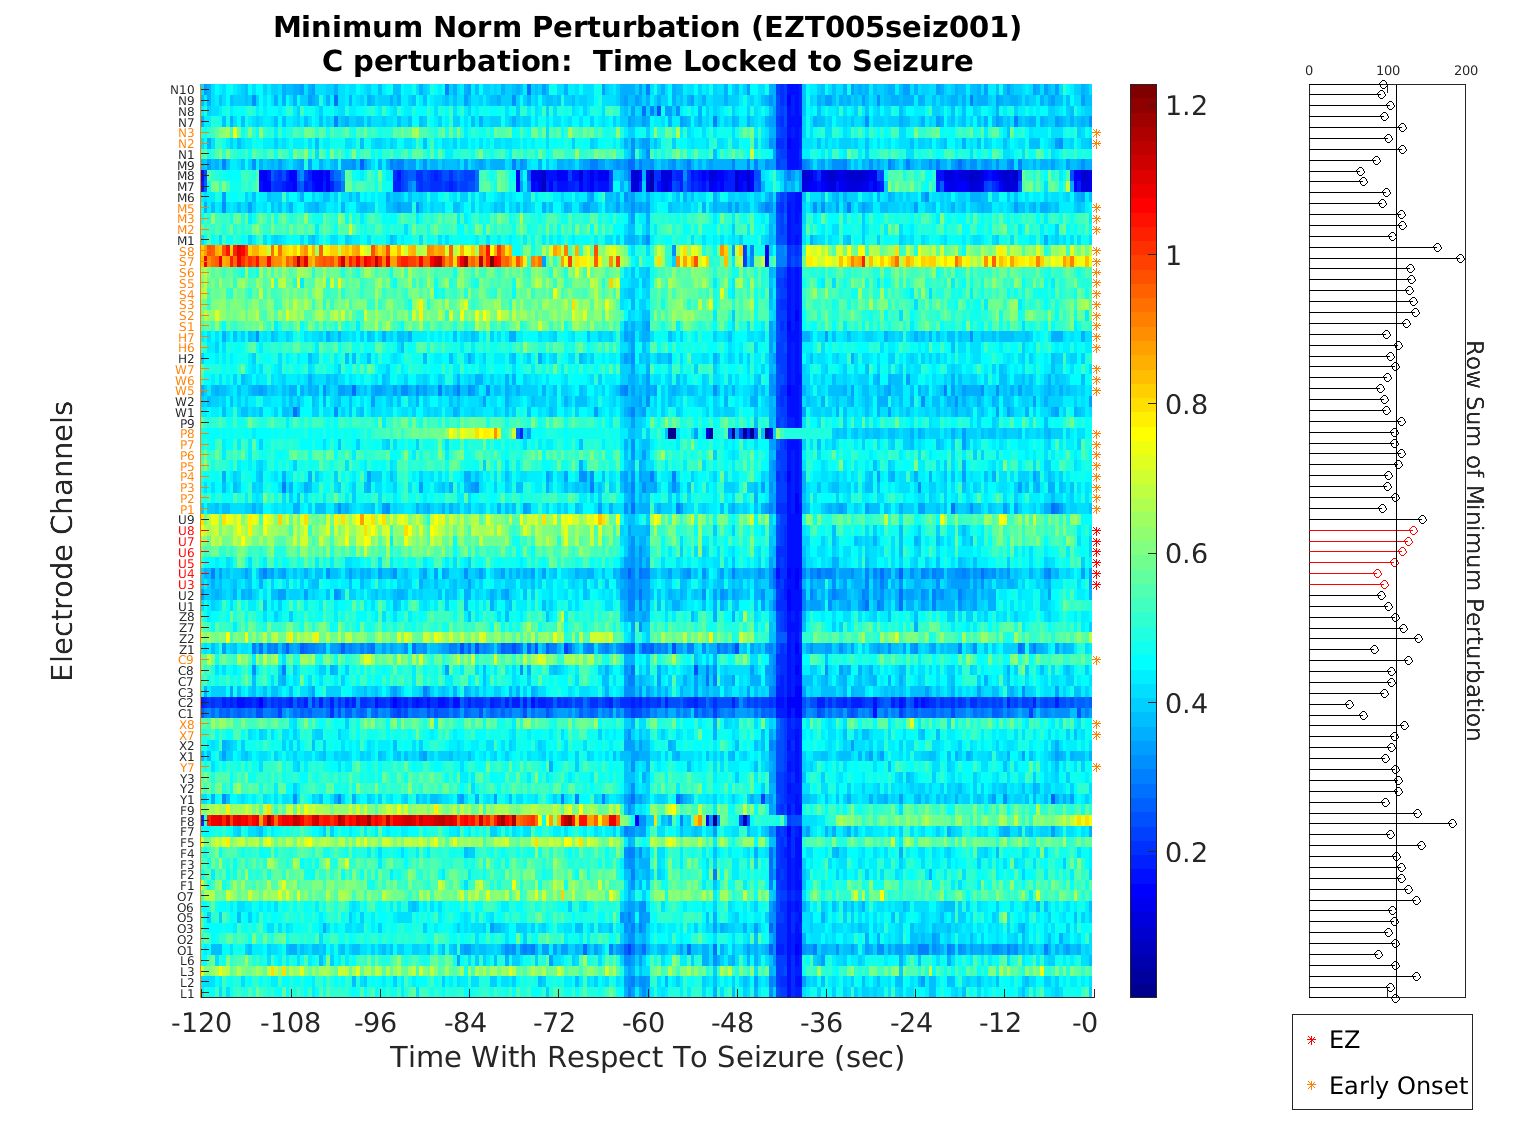 Minimum Norm Perturbation (EZT005seiz001)
C perturbation: Time Locked to Seizure
Electrode Channels
N10
N9
N8
N7
N3
N2
N1
M9
M8
M7
M6
M5
M3
M2
M1
S8
S7
S6
S5
S4
S3
S2
S1
H7
H6
H2
W7
W6
W5
W2
W1
P9
P8
P7
P6
P5
P4
P3
P2
P1
U9
U8
U7
U6
U5
U4
U3
U2
U1
Z8
Z7
Z2
Z1
C9
C8
C7
C3
C2
C1
X8
X7
X2
X1
Y7
Y3
Y2
Y1
F9
F8
F7
F5
F4
F3
F2
F1
O7
O6
O5
O3
O2
O1
L6
L3
L2
L1
-120 -108 -96 -84 -72 -60 -48 -36 -24 -12 -0
Time With Respect To Seizure (sec)
1.2
1
0.8
0.6
0.4
0.2
0 100 200
Row Sum of Minimum Perturbation
EZ
Early Onset